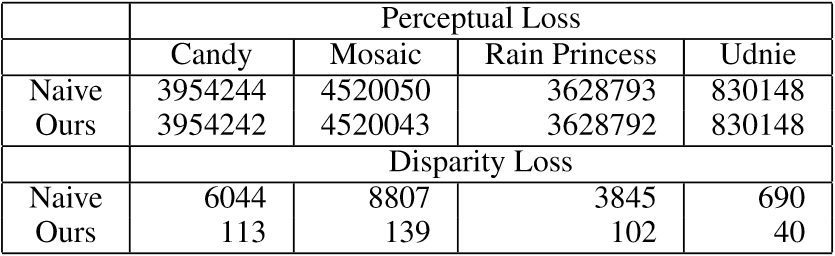 Perceptual Loss
Candy Mosaic Rain Princess Udnie
Naive 3954244 4520050 3628793 830148
Ours 3954242 4520043 3628792 830148
Disparity Loss
Naive 6044 8807 3845 690
Ours 113 139 102 40